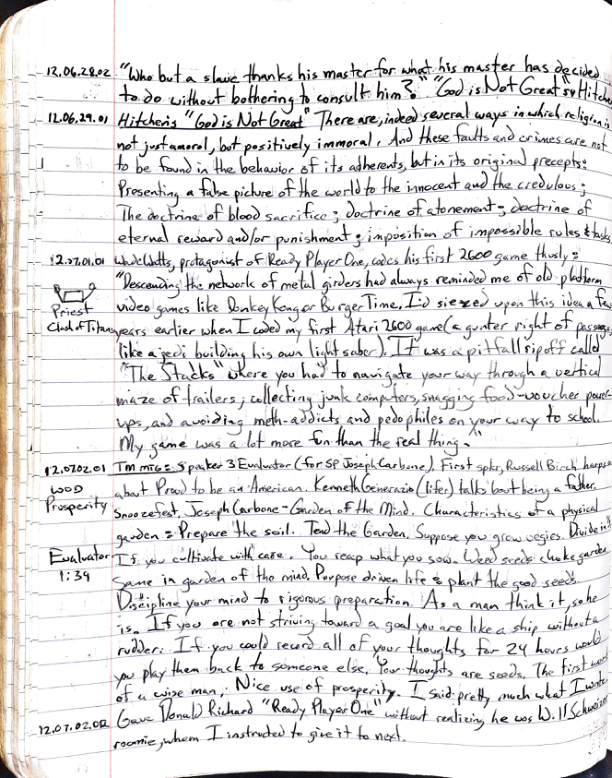 12.06.28.02 "Who but a slave thanks his master for what his master has decided
to do without bothering to consult him?" "God is Not Great" by Hitchens
12.06.29.01 Hitchen's "God is Not Great" There are, indeed several ways in which religion is
not just amoral, but positively immoral. And these faults and crimes are not
to be found in the behavior of its adherents, but in its original precepts:
Presenting a false picture of the world to the innocent and the credulous;
The doctrine of blood sacrifice; doctrine of atonement; doctrine of
eternal reward and/or punishment; imposition of impossible rules & tasks
12.07.01.01 Wade Watts, protagonist of Ready Player One, codes his first 2600 game thusly:
"Descending the network of metal girders had always reminded me of old platform
video games like Donkey Kong or BurgerTime. I'd siezed upon this idea a few
Priest
Clash of Titans years earlier when I coded my first Atari 2600 game (a gunter right of passage
like a jedi building his own light saber). It was a pitfall ripoff called
"The Stacks" where you had to navigate your way through a vertical
maze of trailers, collecting junk computers, snagging food-voucher power-
ups, and avoiding meth-addicts and pedophiles on your way to school.
My game was a lot more fun than the real thing."
12.07.02.01 Tm mtg: Speaker 3 Evaluator (for SP Joseph Carbone). First spkr, Russell Birch
WOD about Proud to be an American. Kenneth (lifer) talks bout being a father.
Prosperity Snoozefest. Joseph Carbone - Garden of the Mind. Characteristics of a physical
garden: Prepare the soil. Tend the Garden. Suppose you grow vegies. Divide
Evaluator If you cultivate with care. You reap what you sow. Weed seeds choke garden
1:39 Same in garden of the mind, Purpose driven life: plant the good seeds.
Discipline your mind to rigorous preparation. As a man think it, so he
is. If you are not striving toward a goal you are like a ship without a
rudder. If you could record all of your thoughts for 24 hours would
you play them back to someone else. Your thoughts are seeds. The first
of a wise man, Nice use of prosperity. I said pretty much what I wrote
12.07.02.02 Gave Donald Richard "Ready Player One" without realizing he was Will
roomie, whom I instructed to give it to next.